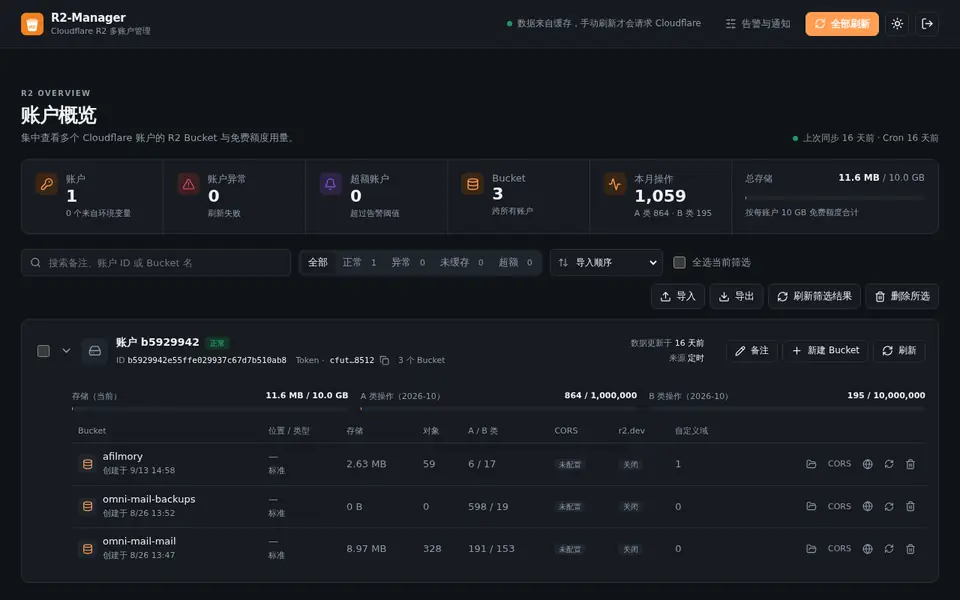 R2-Manager
Cloudflare R2 多账户管理
数据来自缓存，手动刷新才会请求 Cloudflare
告警与通知
全部刷新
R2 OVERVIEW
账户概览
集中查看多个 Cloudflare 账户的 R2 Bucket 与免费额度用量。
上次同步 16 天前 · Cron 16 天前
账户
1
0 个来自环境变量
账户异常
0
刷新失败
超额账户
0
超过告警阈值
Bucket
3
跨所有账户
本月操作
1,059
A 类 864 · B 类 195
总存储 11.6 MB / 10.0 GB
按每账户 10 GB 免费额度合计
搜索备注、账户 ID 或 Bucket 名
全部 正常 1 异常 0 未缓存 0 超额 0
导入顺序
全选当前筛选
导入 导出 刷新筛选结果 删除所选
账户 b5929942 正常
ID b5929942e55ffe029937c67d7b510ab8 Token · cfut…8512 3 个 Bucket
数据更新于 16 天前
来源 定时
备注 新建 Bucket 刷新
存储（当前） 11.6 MB / 10.0 GB A 类操作（2026-10） 864 / 1,000,000 B 类操作（2026-10） 195 / 10,000,000
Bucket 位置 / 类型 存储 对象 A / B 类 CORS r2.dev 自定义域
afilmory
创建于 9/13 14:58
—
标准
2.63 MB 59 6 / 17 未配置 关闭 1 CORS
omni-mail-backups
创建于 8/26 13:52
—
标准
0 B 0 598 / 19 未配置 关闭 0 CORS
omni-mail-mail
创建于 8/26 13:47
—
标准
8.97 MB 328 191 / 153 未配置 关闭 0 CORS